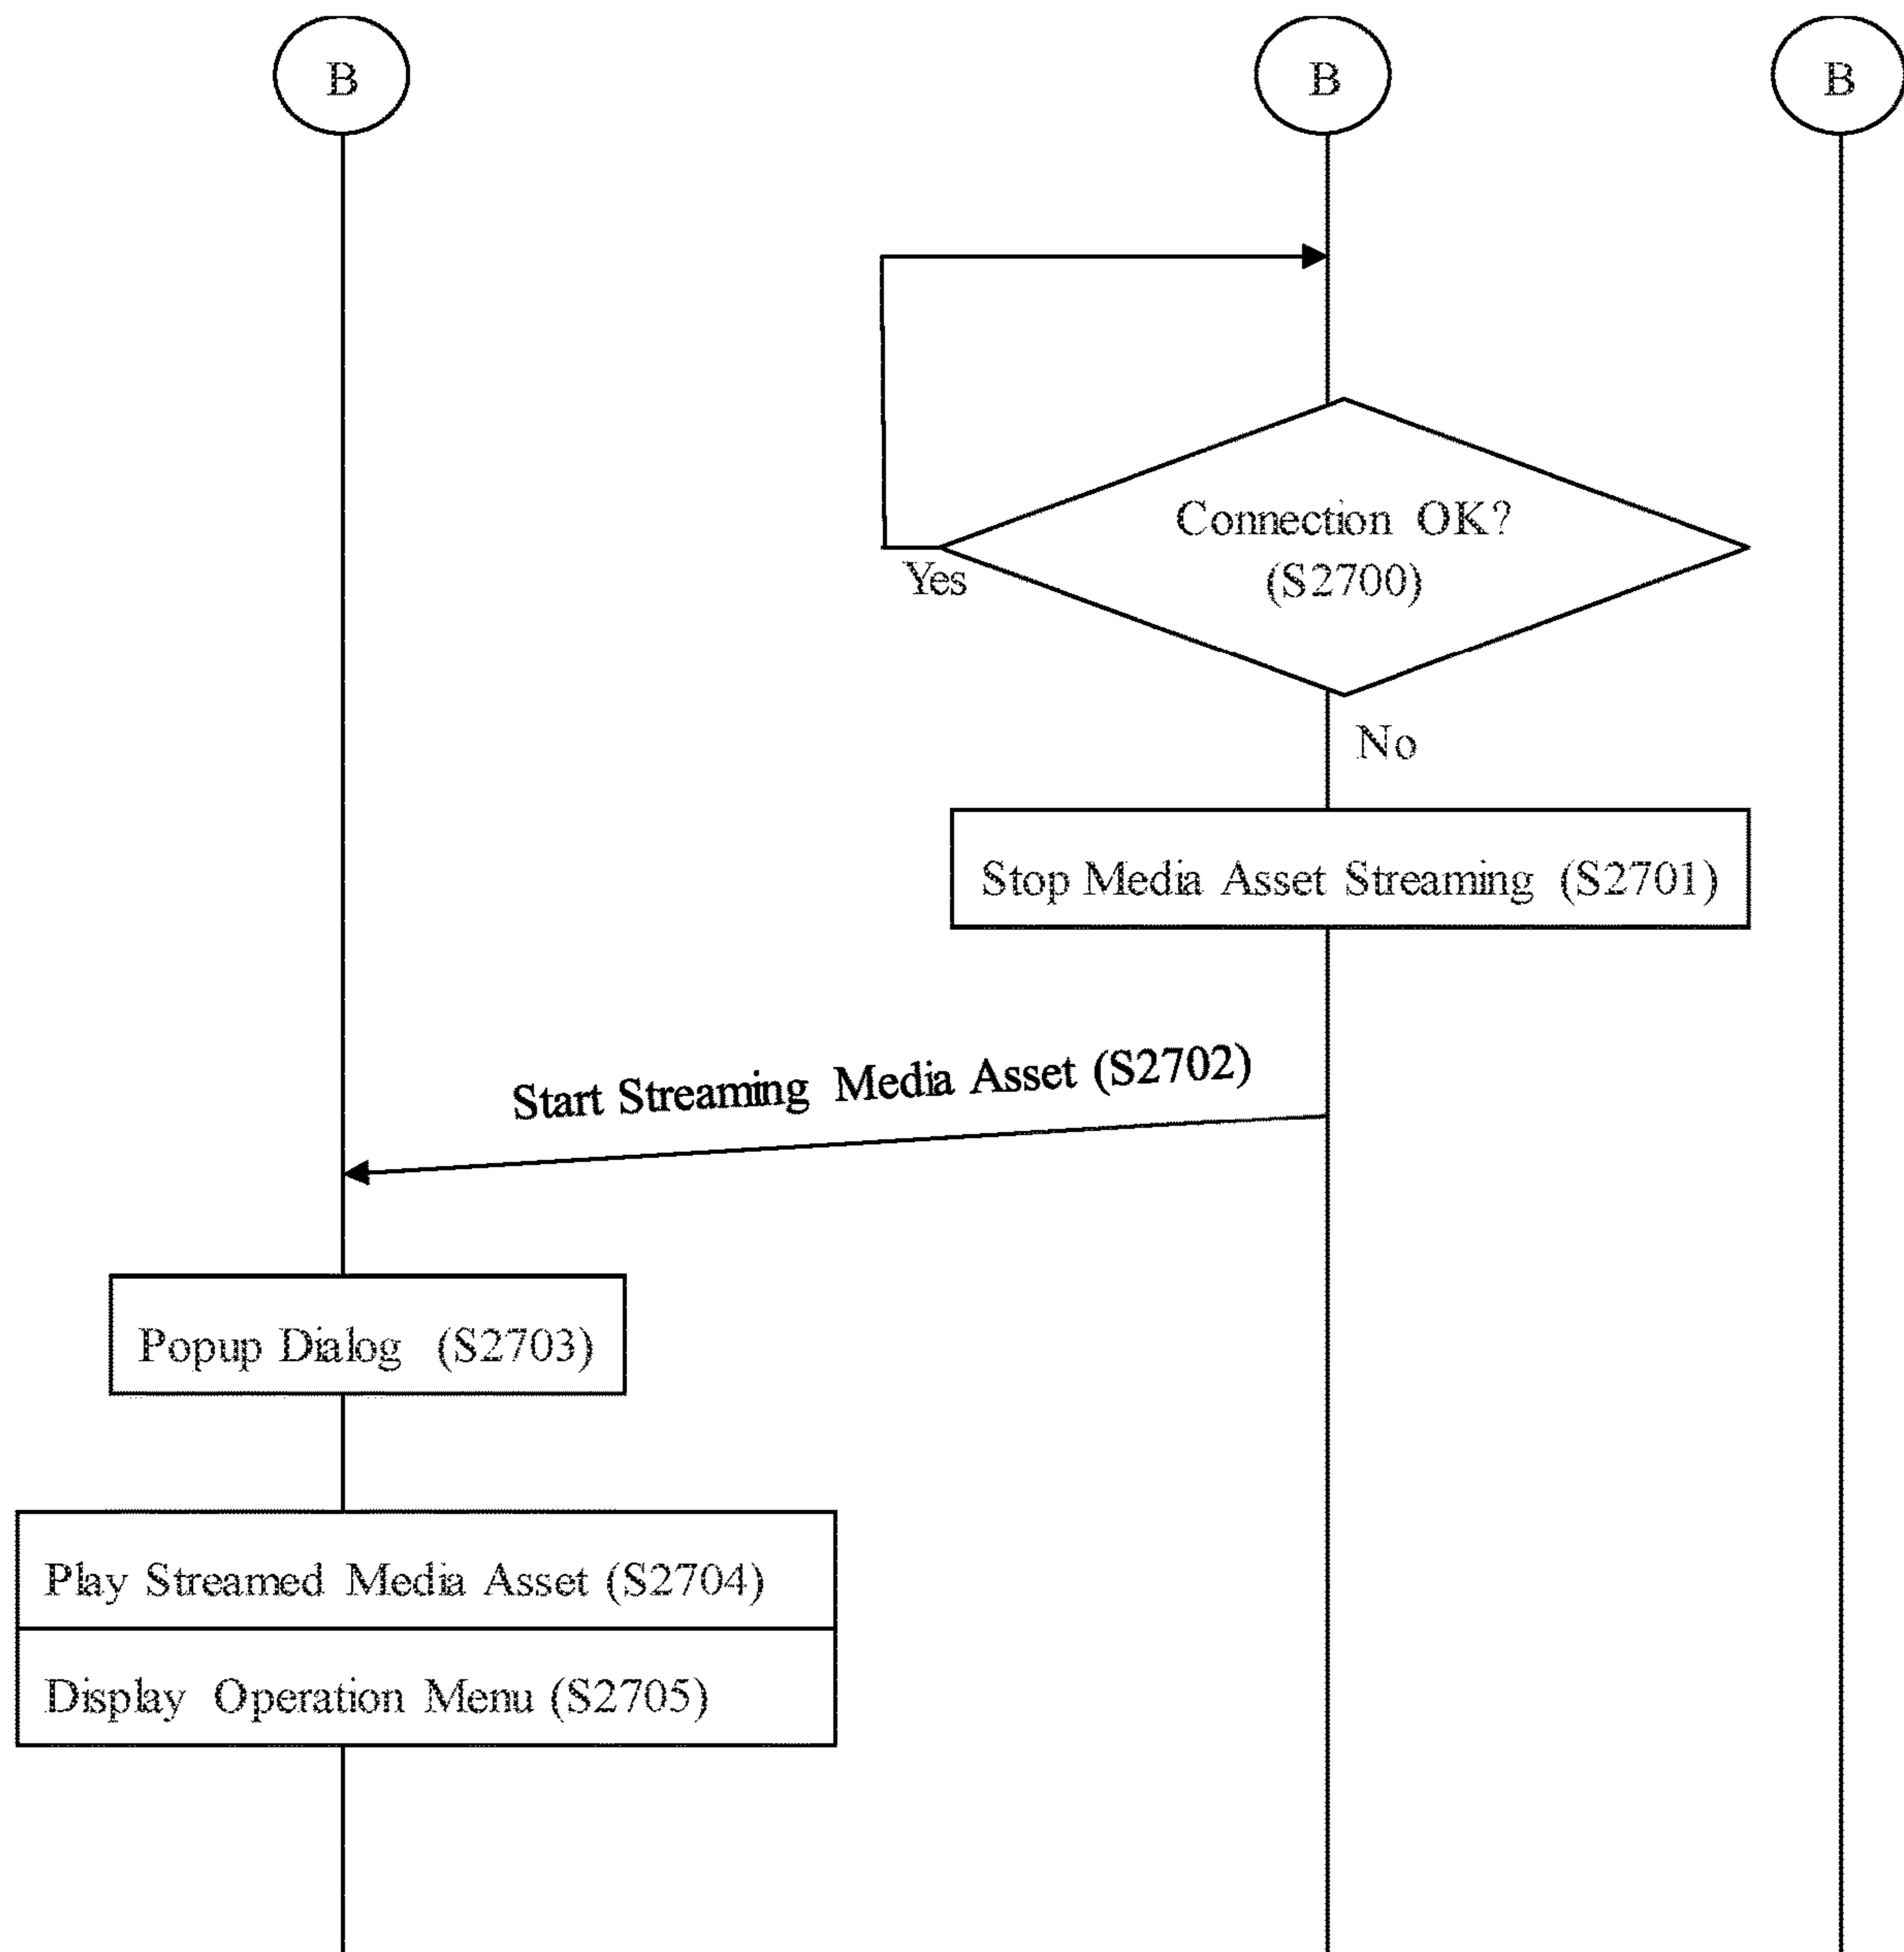 B
B
B
Connection OK?
(S2700)
Yes
No
Stop Media Asset Streaming (S2701)
Start Streaming Media Asset (S2702)
Popup Dialog (S2703)
Play Streamed Media Asset (S2704)
Display Operation Menu (S2705)